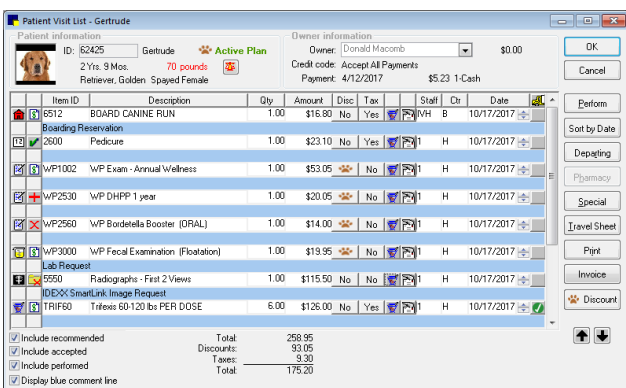 Patient Visit List - Gertrude
Patient information
ID: 62425 Gertrude Active Plan
2 Yrs. 9 Mos. 70 pounds
Retriever, Golden Spayed Female
Owner information
Owner: Donald Macomb $0.00
Credit code: Accept All Payments
Payment: 4/12/2017 $5.23 1-Cash
OK
Cancel
Item ID Description Qty Amount Disc Tax Staff Ctr Date
6512 BOARD CANINE RUN 1.00 $16.80 No Yes IVH B 10/17/2017
Boarding Reservation
12 2600 Pedicure 1.00 $23.10 No Yes 1 H 10/17/2017
WP1002 WP Exam - Annual Wellness 1.00 $53.05 No 1 H 10/17/2017
WP2530 WP DHPP 1 year 1.00 $20.05 No 1 H 10/17/2017
WP2560 WP Bordetella Booster (ORAL) 1.00 $14.00 No 1 H 10/17/2017
WP3000 WP Fecal Examination (Floatation) 1.00 $19.95 No 1 H 10/17/2017
Lab Request
5550 Radiographs - First 2 Views 1.00 $115.50 No No 1 H 10/17/2017
IDEXX SmartLink Image Request
TRIF60 Trifexis 60-120 lbs PER DOSE 6.00 $126.00 No Yes 1 H 10/17/2017
Perform
Sort by Date
Departing
Pharmacy
Special
Travel Sheet
Print
Invoice
Discount
Include recommended
Include accepted
Include performed
Display blue comment line
Total: 258.95
Discounts: 93.05
Taxes: 9.30
Total: 175.20